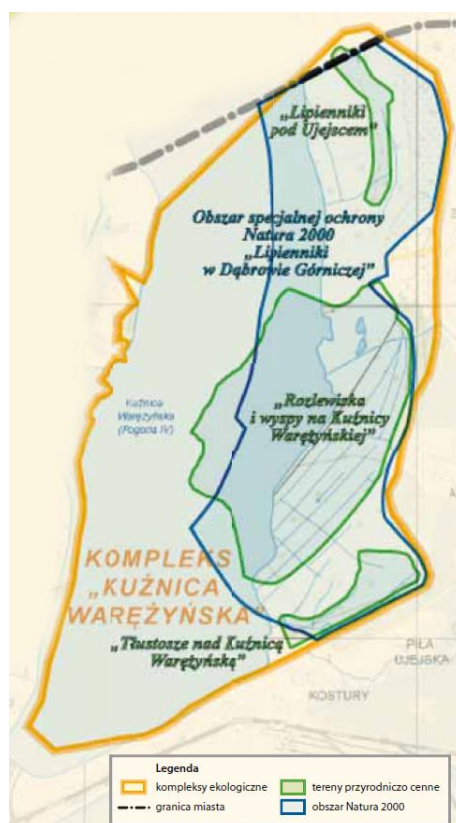 „Lipienniki
pod Ujejscem"
Obszar specjalnej ochrony
Natura 2000
„Lipienniki
w Dąbrowie Górniczej"
„Rozlewiska
i wyspy na Kuźnicy
Warężyńskiej"
Kuźnica
Warężyńska
(Pogoria IV)
KOMPLEKS
„KUŹNICA
WARĘŻYŃSKA"
„Tłustosze nad Kuźnicą
Warężyńską"
PIŁA
UJEJSKA
KOSTURY
Legenda
kompleksy ekologiczne
tereny przyrodniczo cenne
granica miasta
obszar Natura 2000